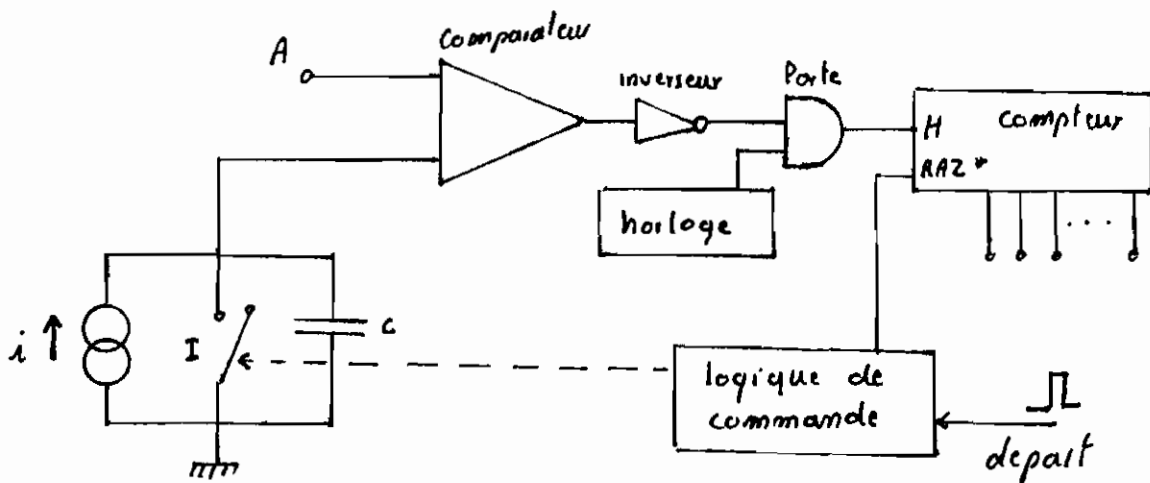 A
Comparateur
inverseur
Porte
H
compteur
RAZ*
horloge
i
I
C
logique de
commande
depart